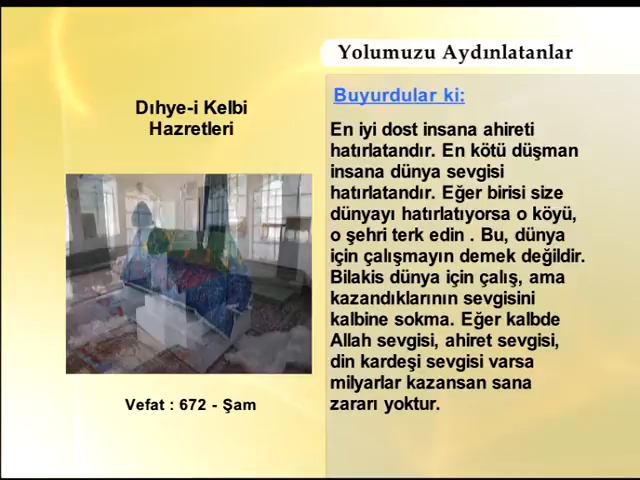 Yolumuzu Aydınlatanlar
Dıhye-i Kelbi
Hazretleri
Vefat : 672 - Şam
Buyurdular ki:
En iyi dost insana ahireti
hatırlatandır. En kötü düşman
insana dünya sevgisi
hatırlatandır. Eğer birisi size
dünyayı hatırlatıyorsa o köyü,
o şehri terk edin . Bu, dünya
için çalışmayın demek değildir.
Bilakis dünya için çalış, ama
kazandıklarının sevgisini
kalbine sokma. Eğer kalbde
Allah sevgisi, ahiret sevgisi,
din kardeşi sevgisi varsa
milyarlar kazansan sana
zararı yoktur.